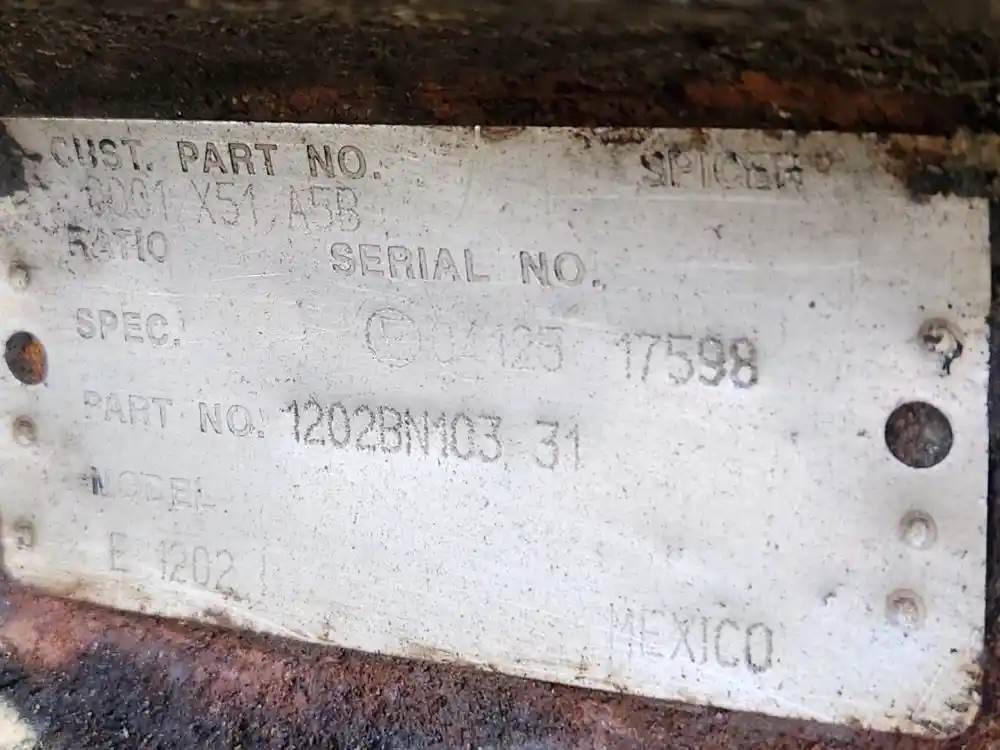 CUST. PART NO. SPICER®
0001 X51 A5B
RATIO SERIAL NO.
SPEC. 04125 17598
PART NO. 1202BN103 31
MODEL
E 1202 I
MEXICO